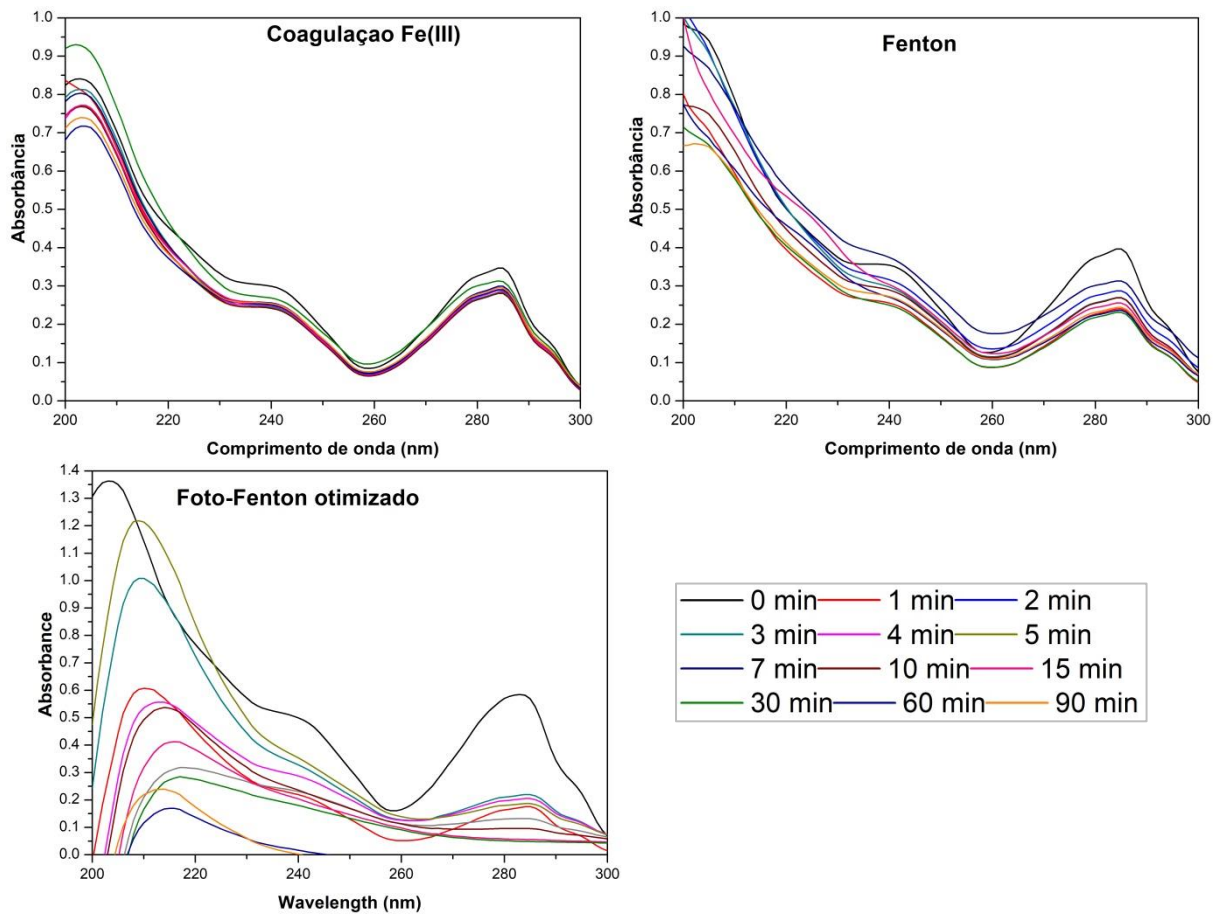 Coagulaçao Fe(III)
Absorbância
1.0
0.9
0.8
0.7
0.6
0.5
0.4
0.3
0.2
0.1
0.0
200 220 240 260 280 300
Comprimento de onda (nm)
Fenton
Absorbância
1.0
0.9
0.8
0.7
0.6
0.5
0.4
0.3
0.2
0.1
0.0
200 220 240 260 280 300
Comprimento de onda (nm)
Foto-Fenton otimizado
Absorbance
1.4
1.3
1.2
1.1
1.0
0.9
0.8
0.7
0.6
0.5
0.4
0.3
0.2
0.1
0.0
200 220 240 260 280 300
Wavelength (nm)
0 min 1 min 2 min
3 min 4 min 5 min
7 min 10 min 15 min
30 min 60 min 90 min